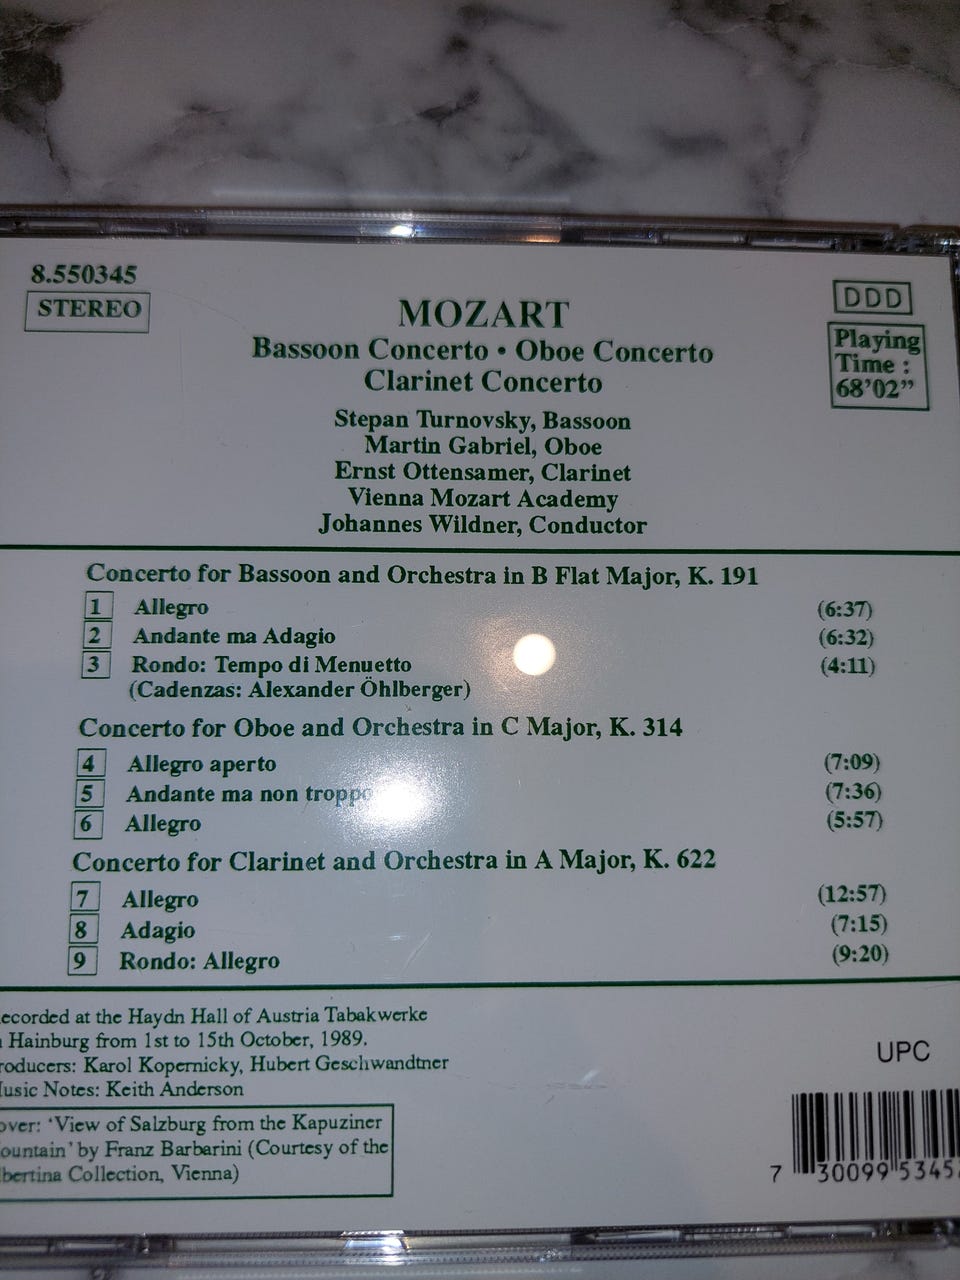 8.550345
STEREO
DDD
Playing
Time :
68'02”
MOZART
Bassoon Concerto • Oboe Concerto
Clarinet Concerto
Stepan Turnovsky, Bassoon
Martin Gabriel, Oboe
Ernst Ottensamer, Clarinet
Vienna Mozart Academy
Johannes Wildner, Conductor
Concerto for Bassoon and Orchestra in B Flat Major, K. 191
1 Allegro (6:37)
2 Andante ma Adagio (6:32)
3 Rondo: Tempo di Menuetto (4:11)
(Cadenzas: Alexander Öhlberger)
Concerto for Oboe and Orchestra in C Major, K. 314
4 Allegro aperto (7:09)
5 Andante ma non troppo (7:36)
6 Allegro (5:57)
Concerto for Clarinet and Orchestra in A Major, K. 622
7 Allegro (12:57)
8 Adagio (7:15)
9 Rondo: Allegro (9:20)
ecorded at the Haydn Hall of Austria Tabakwerke
Hainburg from 1st to 15th October, 1989.
roducers: Karol Kopernicky, Hubert Geschwandtner
usic Notes: Keith Anderson
over: 'View of Salzburg from the Kapuziner
ountain' by Franz Barbarini (Courtesy of the
bertina Collection, Vienna)
UPC
7 30099 5345